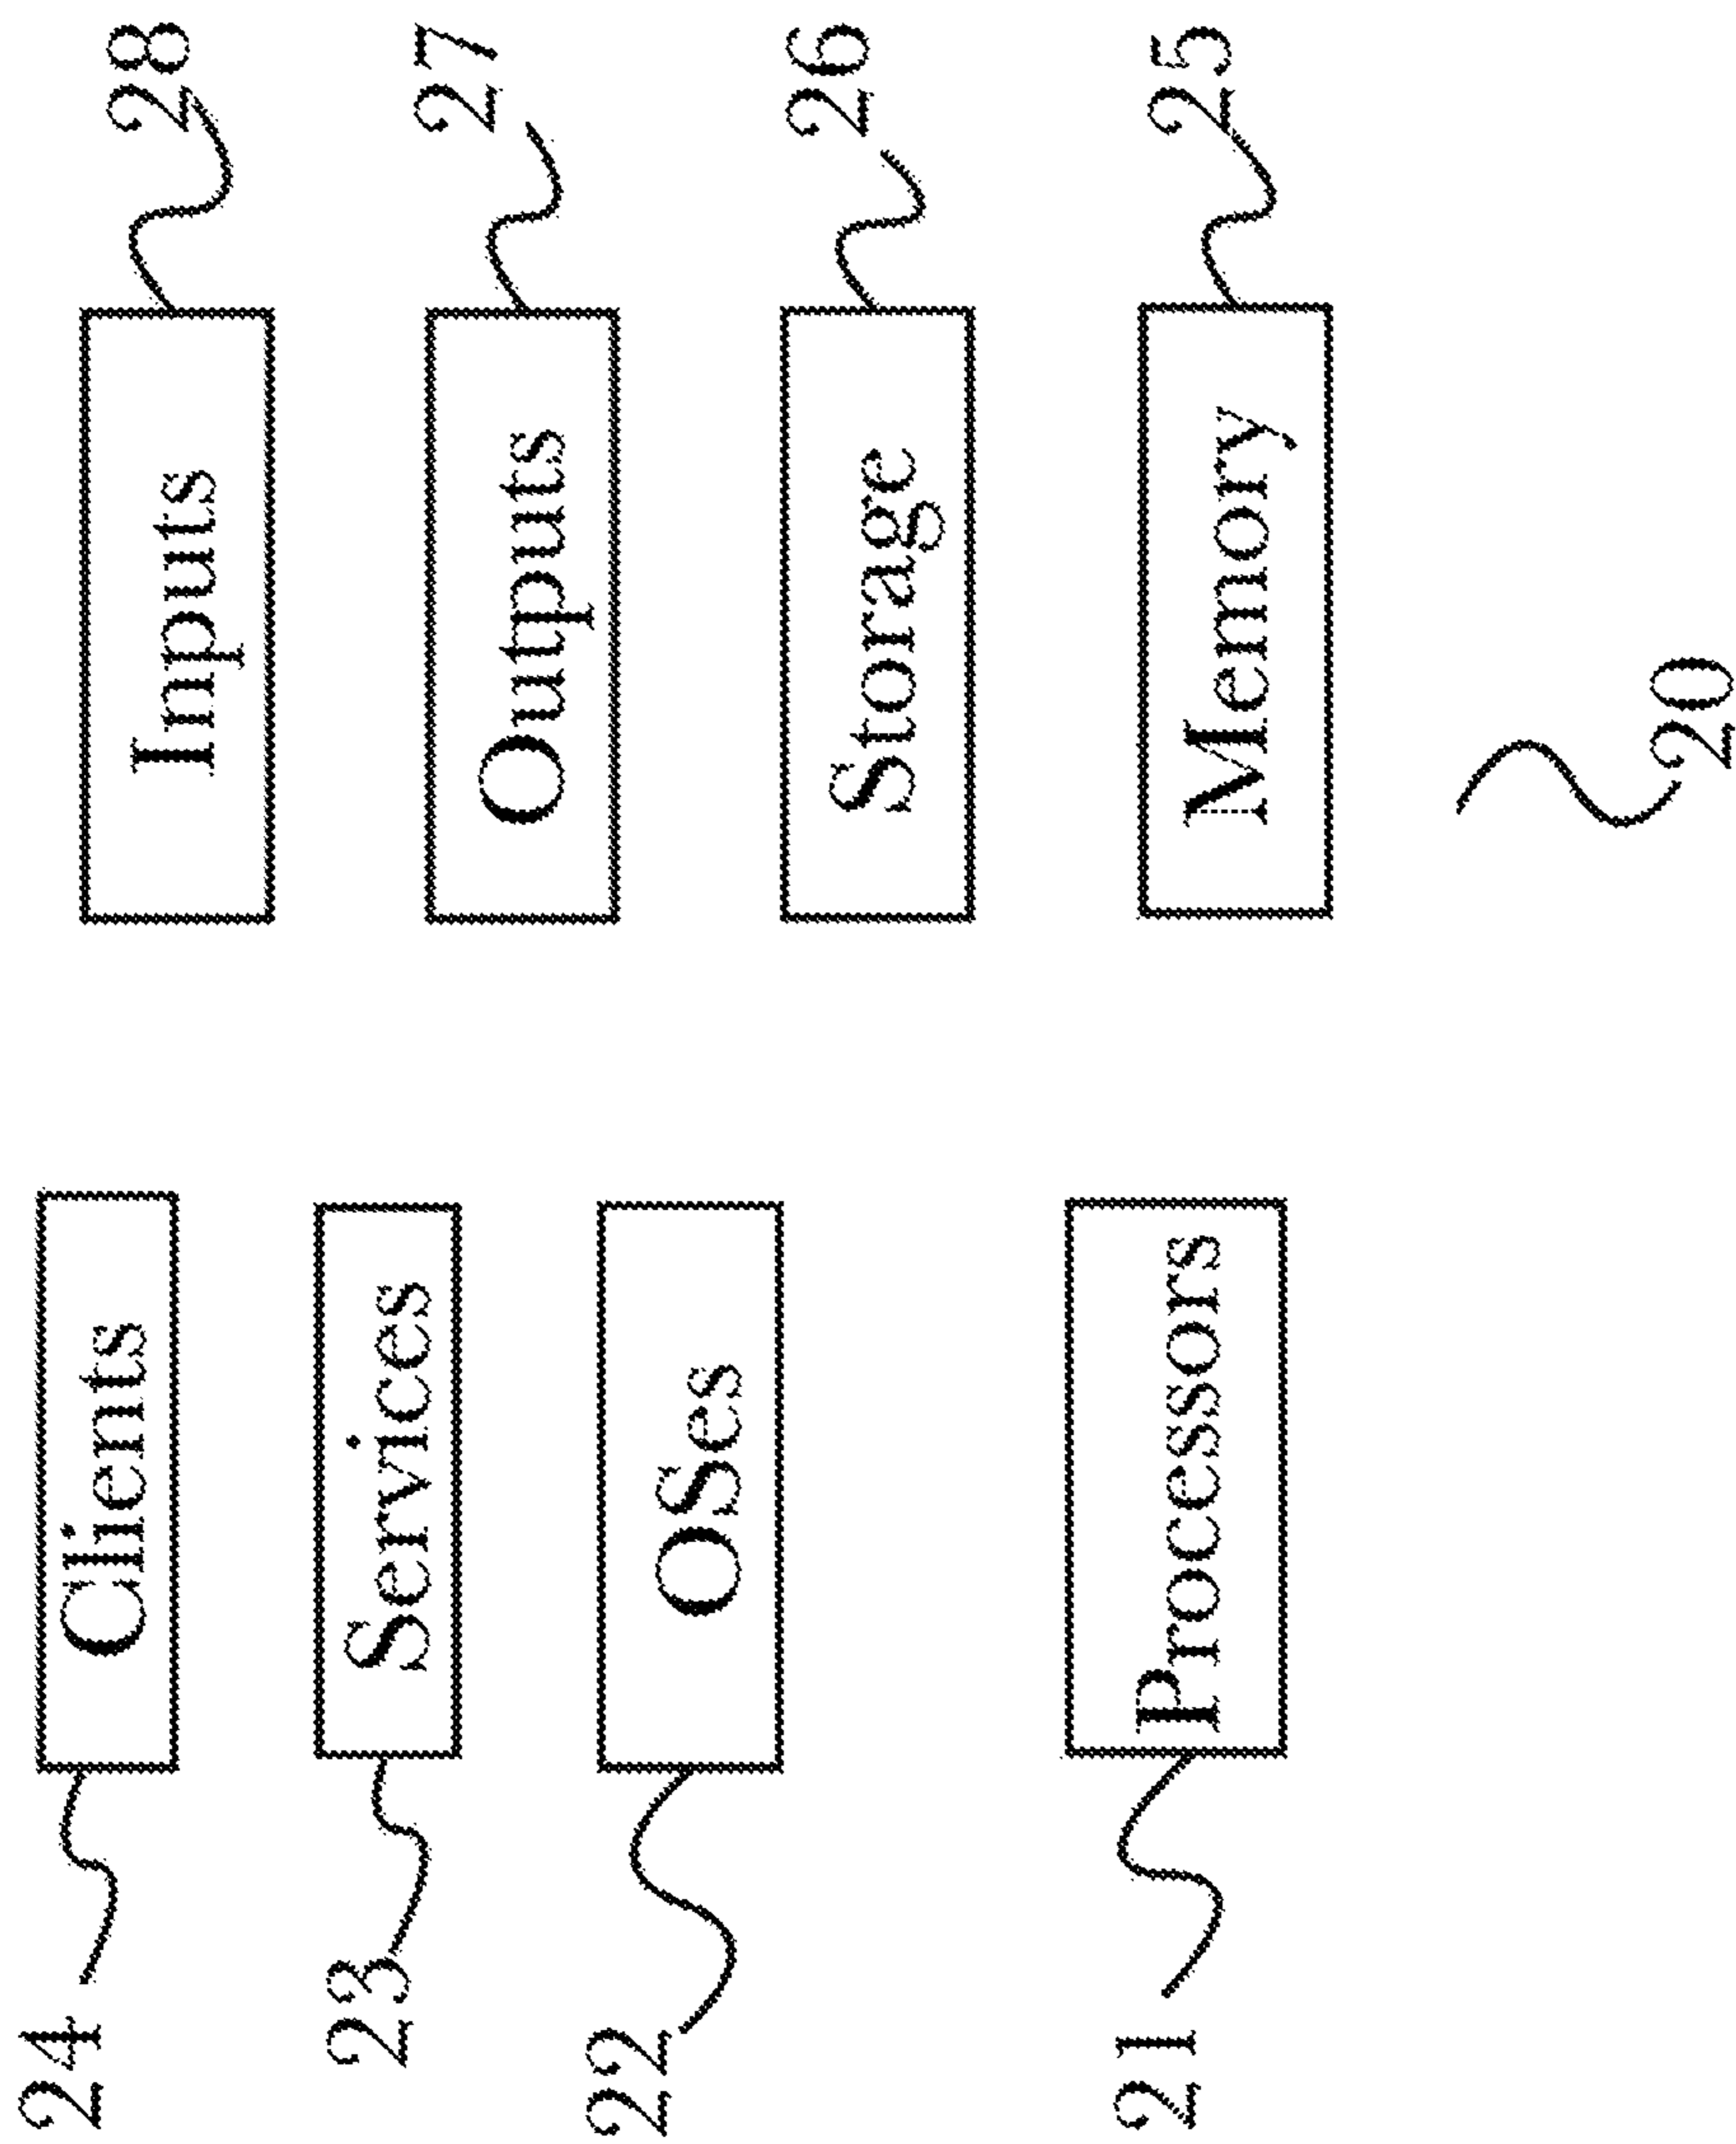 24 Clients Inputs 28
23 Services Outputs 27
22 OSes Storage 26
21 Processors Memory 25
20